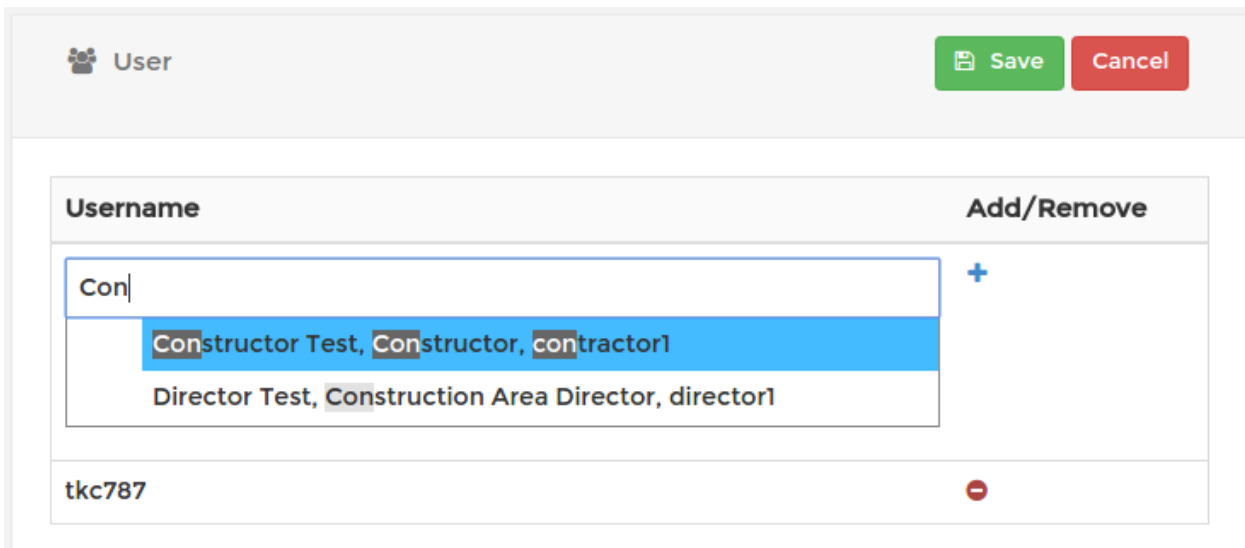 User
Save Cancel
Username Add/Remove
Con
Constructor Test, Constructor, contractor1
Director Test, Construction Area Director, director1
tkc787